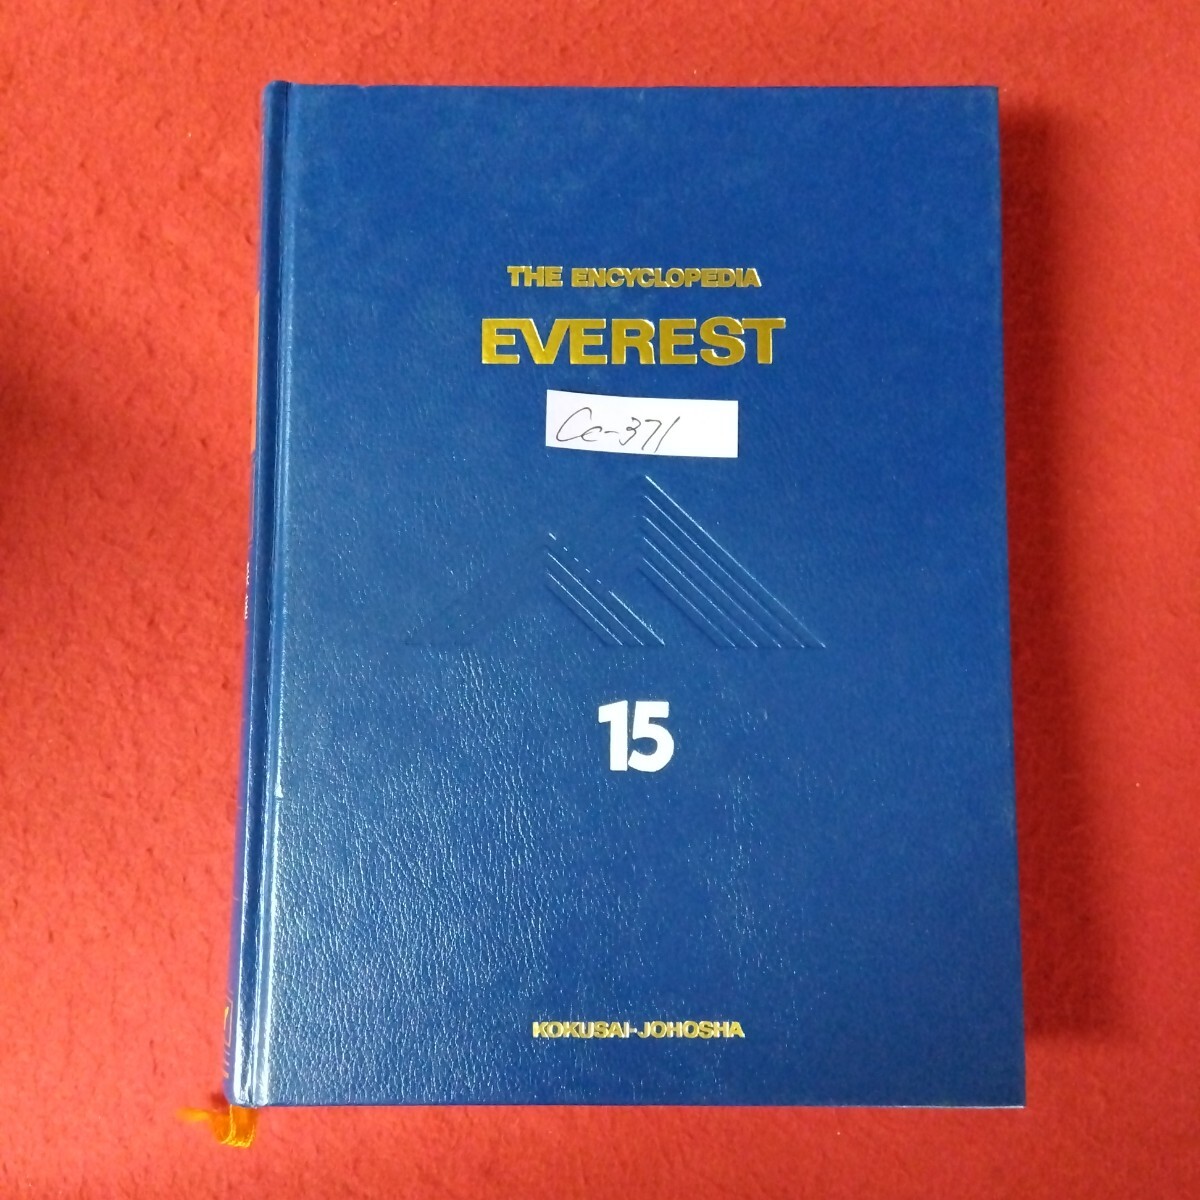 THE ENCYCLOPEDIA
EVEREST
Cc-371
15
KOKUSAI-JOHOSHA